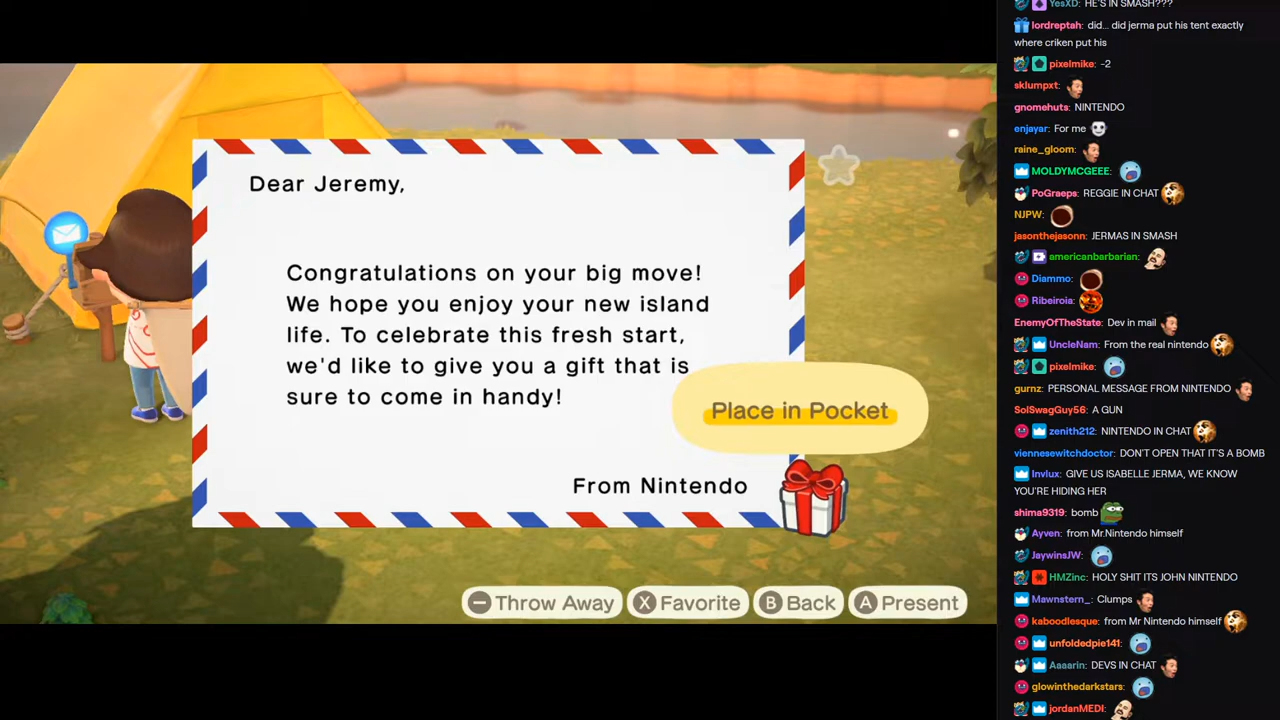 Dear Jeremy,
Congratulations on your big move!
We hope you enjoy your new island
life. To celebrate this fresh start,
we'd like to give you a gift that is
sure to come in handy!
Place in Pocket
From Nintendo
- Throw Away
X Favorite
B Back
A Present
YesXD: HE'S IN SMASH???
lordreptah: did... did jerma put his tent exactly
where criken put his
pixelmike: -2
sklumpxt:
gnomehuts: NINTENDO
enjayar: For me
raine_gloom:
MOLDYMCGEEE:
PoGraeps: REGGIE IN CHAT
NJPW:
jasonthejasonn: JERMAS IN SMASH
americanbarbarian:
Diammo:
Ribeiroia:
EnemyOfTheState: Dev in mail
UncleNam: From the real nintendo
pixelmike:
gurnz: PERSONAL MESSAGE FROM NINTENDO
SolSwagGuy56: A GUN
zenith212: NINTENDO IN CHAT
viennesewitchdoctor: DON'T OPEN THAT IT'S A BOMB
Invlux: GIVE US ISABELLE JERMA, WE KNOW
YOU'RE HIDING HER
shima9319: bomb
Ayven: from Mr.Nintendo himself
JaywinsJW:
HMZinc: HOLY SHIT ITS JOHN NINTENDO
Mawnstern_: Clumps
kaboodlesque: from Mr Nintendo himself
unfoldedpie141:
Aaaarin: DEVS IN CHAT
glowinthedarkstars:
jordanMEDI: